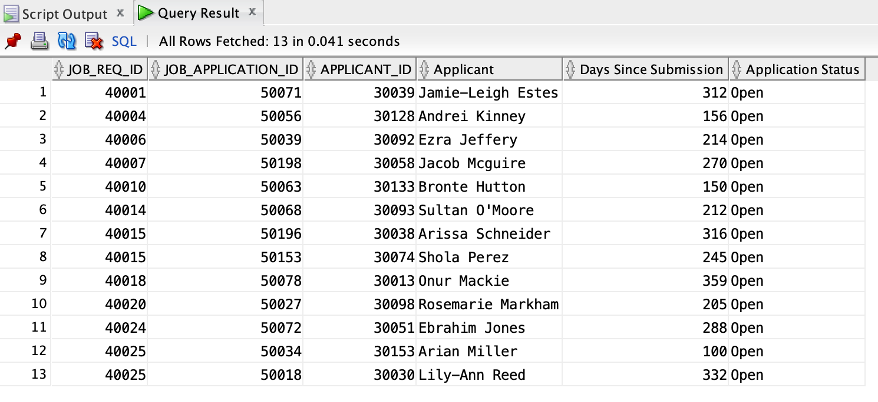 Script Output x Query Result x
SQL | All Rows Fetched: 13 in 0.041 seconds
JOB_REQ_ID JOB_APPLICATION_ID APPLICANT_ID Applicant Days Since Submission Application Status
1 40001 50071 30039 Jamie-Leigh Estes 312 Open
2 40004 50056 30128 Andrei Kinney 156 Open
3 40006 50039 30092 Ezra Jeffery 214 Open
4 40007 50198 30058 Jacob Mcguire 270 Open
5 40010 50063 30133 Bronte Hutton 150 Open
6 40014 50068 30093 Sultan O'Moore 212 Open
7 40015 50196 30038 Arissa Schneider 316 Open
8 40015 50153 30074 Shola Perez 245 Open
9 40018 50078 30013 Onur Mackie 359 Open
10 40020 50027 30098 Rosemarie Markham 205 Open
11 40024 50072 30051 Ebrahim Jones 288 Open
12 40025 50034 30153 Arian Miller 100 Open
13 40025 50018 30030 Lily-Ann Reed 332 Open